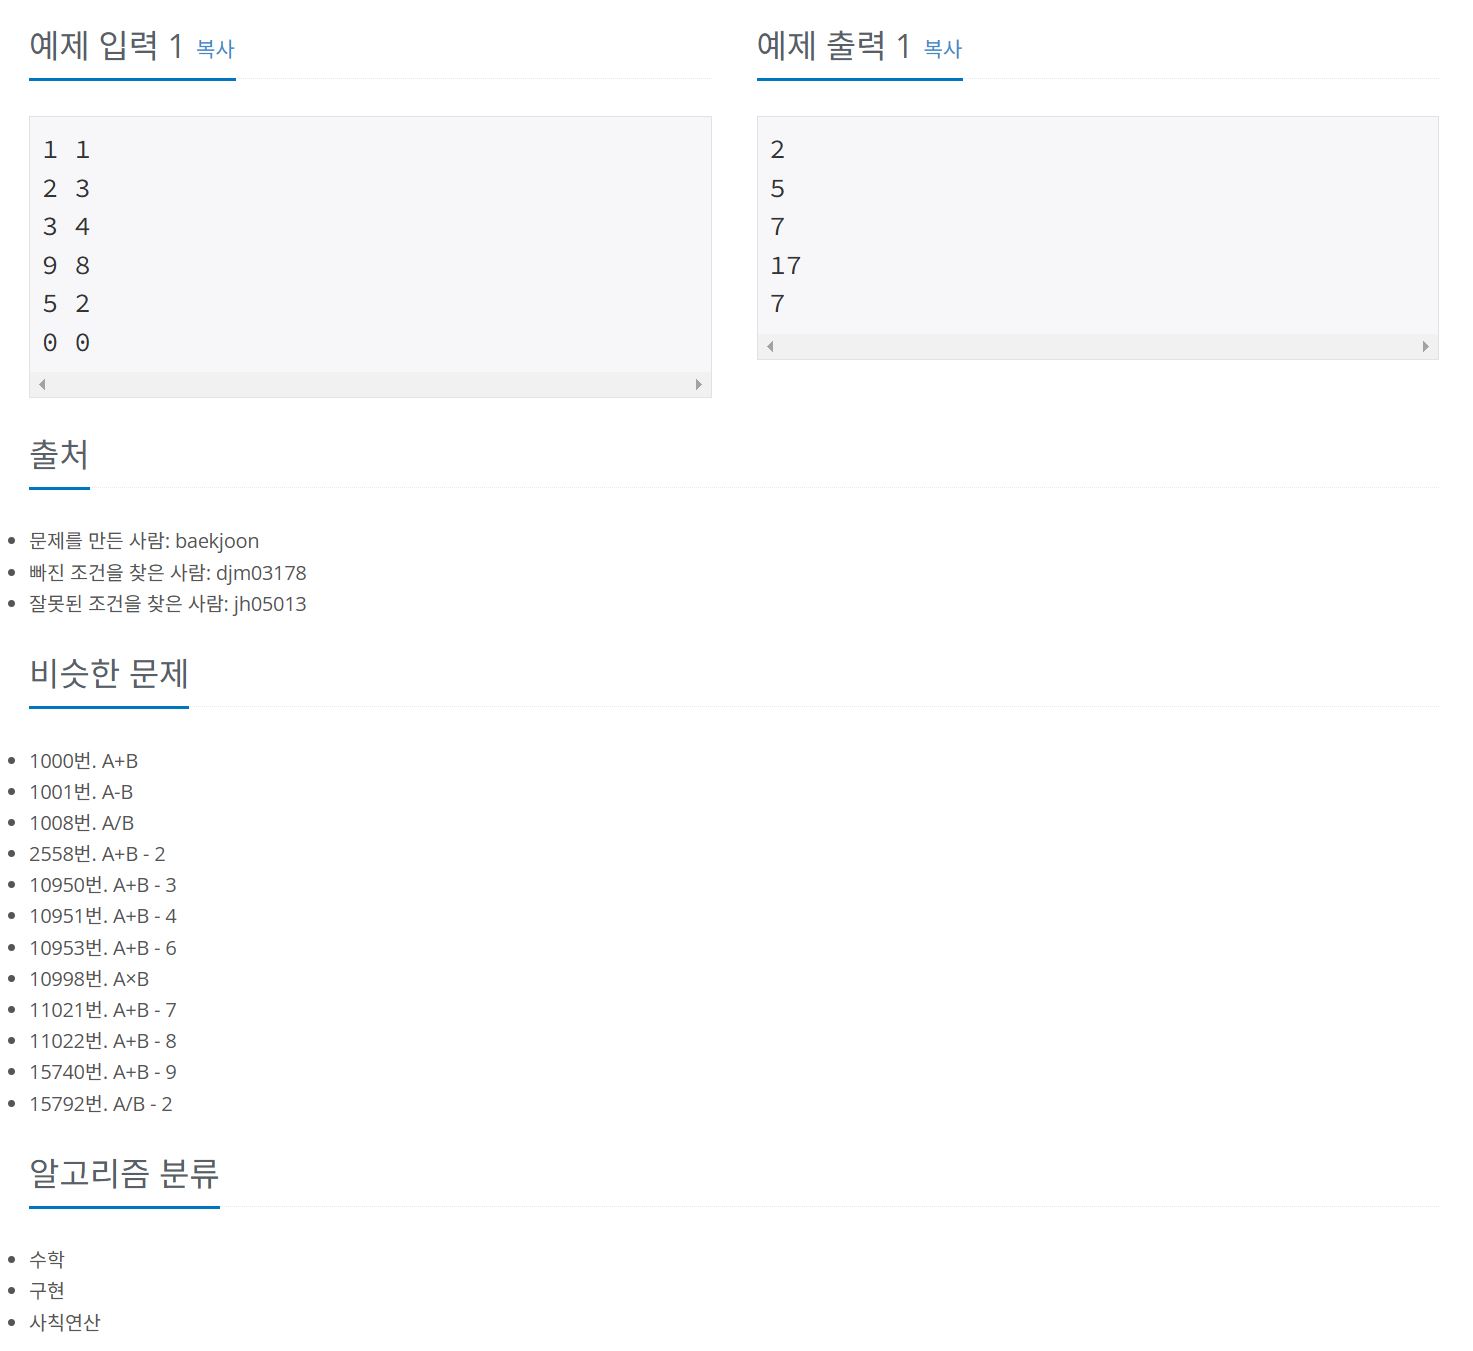 예제 입력 1 복사
1 1
2 3
3 4
9 8
5 2
0 0
예제 출력 1 복사
2
5
7
17
7
출처
문제를 만든 사람: baekjoon
빠진 조건을 찾은 사람: djm03178
잘못된 조건을 찾은 사람: jh05013
비슷한 문제
1000번. A+B
1001번. A-B
1008번. A/B
2558번. A+B - 2
10950번. A+B - 3
10951번. A+B - 4
10953번. A+B - 6
10998번. A×B
11021번. A+B - 7
11022번. A+B - 8
15740번. A+B - 9
15792번. A/B - 2
알고리즘 분류
수학
구현
사칙연산